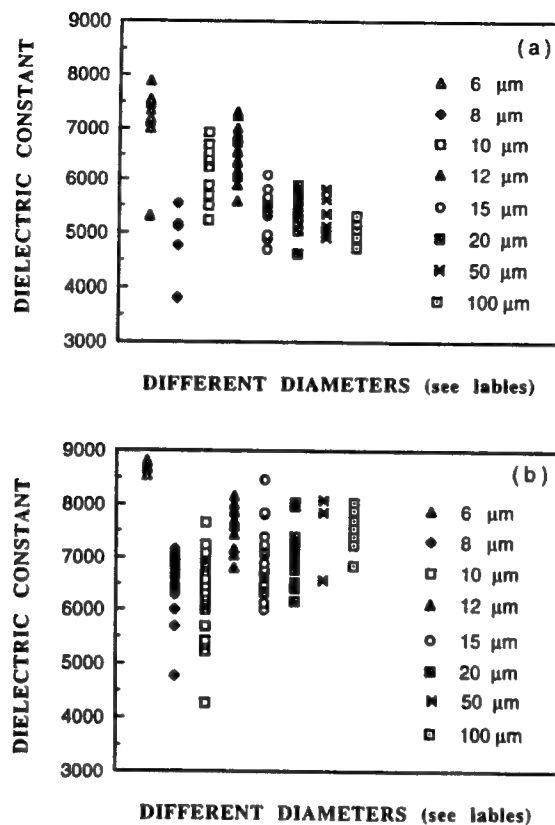 (a)
9000
8000
7000
6000
5000
4000
3000
DIELECTRIC CONSTANT
6 μm
8 μm
10 μm
12 μm
15 μm
20 μm
50 μm
100 μm
DIFFERENT DIAMETERS (see lables)
(b)
9000
8000
7000
6000
5000
4000
3000
DIELECTRIC CONSTANT
6 μm
8 μm
10 μm
12 μm
15 μm
20 μm
50 μm
100 μm
DIFFERENT DIAMETERS (see lables)